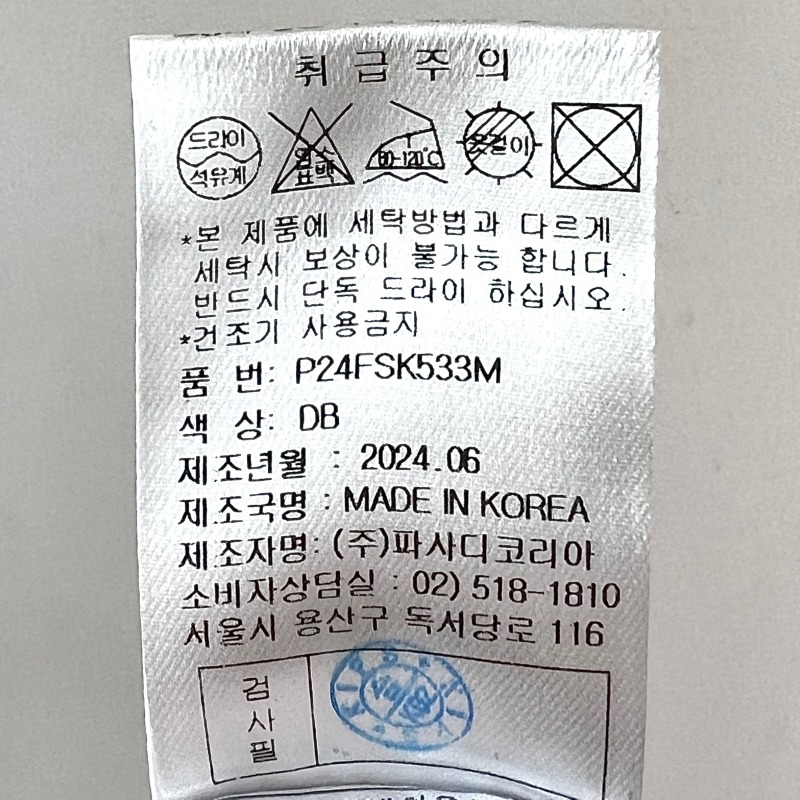 취급주의
드라이
석유계
염소
표백
80-120℃
옷걸이
*본 제품에 세탁방법과 다르게
세탁시 보상이 불가능 합니다.
반드시 단독 드라이 하십시오.
*건조기 사용금지
품 번: P24FSK533M
색 상: DB
제조년월 : 2024.06
제조국명 : MADE IN KOREA
제조자명: (주)파사디코리아
소비자상담실 : 02) 518-1810
서울시 용산구 독서당로 116
검사필